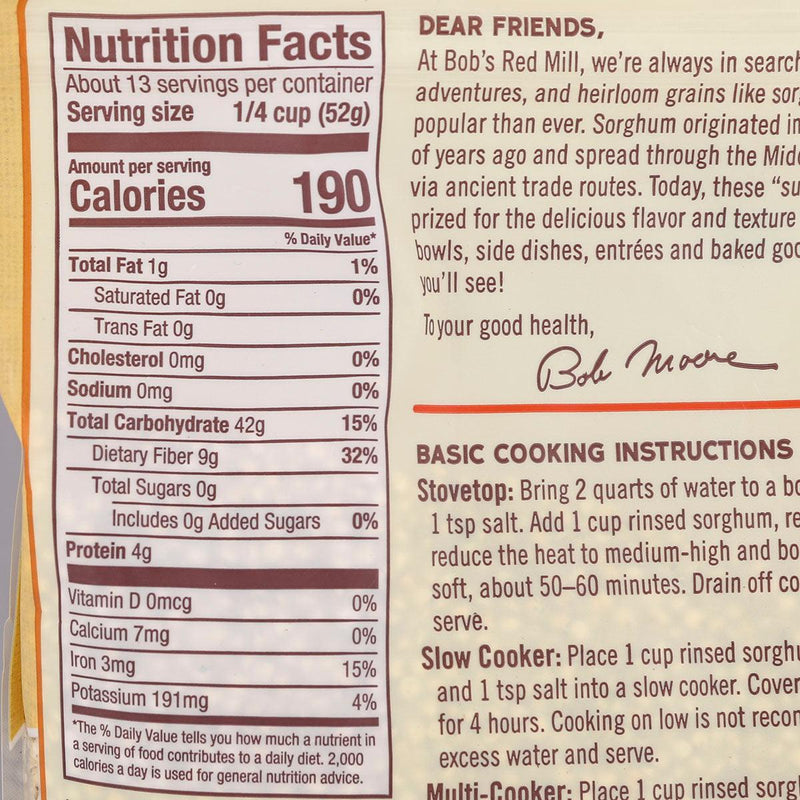 Nutrition Facts
About 13 servings per container
Serving size 1/4 cup (52g)
Amount per serving
Calories 190
% Daily Value*
Total Fat 1g 1%
Saturated Fat 0g 0%
Trans Fat 0g
Cholesterol 0mg 0%
Sodium 0mg 0%
Total Carbohydrate 42g 15%
Dietary Fiber 9g 32%
Total Sugars 0g
Includes 0g Added Sugars 0%
Protein 4g
Vitamin D 0mcg 0%
Calcium 7mg 0%
Iron 3mg 15%
Potassium 191mg 4%
*The % Daily Value tells you how much a nutrient in
a serving of food contributes to a daily diet. 2,000
calories a day is used for general nutrition advice.
DEAR FRIENDS,
At Bob's Red Mill, we're always in search
adventures, and heirloom grains like sor
popular than ever. Sorghum originated in
of years ago and spread through the Mid
via ancient trade routes. Today, these "su
prized for the delicious flavor and texture
bowls, side dishes, entrées and baked goo
you'll see!
To your good health,
Bob Moore
BASIC COOKING INSTRUCTIONS
Stovetop: Bring 2 quarts of water to a bo
1 tsp salt. Add 1 cup rinsed sorghum, re
reduce the heat to medium-high and bo
soft, about 50–60 minutes. Drain off co
serve.
Slow Cooker: Place 1 cup rinsed sorghu
and 1 tsp salt into a slow cooker. Cover
for 4 hours. Cooking on low is not recom
excess water and serve.
Multi-Cooker: Place 1 cup rinsed sorg